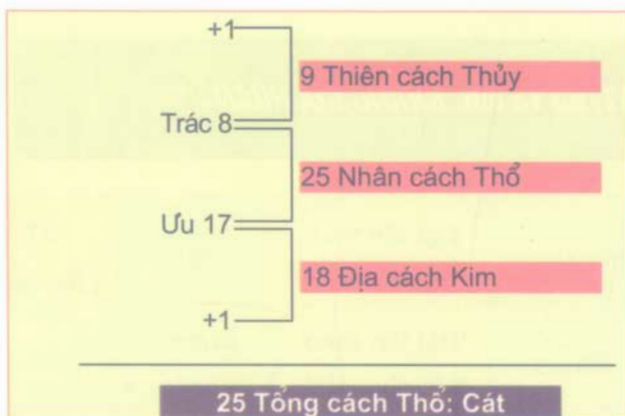 +1
9 Thiên cách Thủy
Trác 8
25 Nhân cách Thổ
Ưu 17
18 Địa cách Kim
+1
25 Tổng cách Thổ: Cát